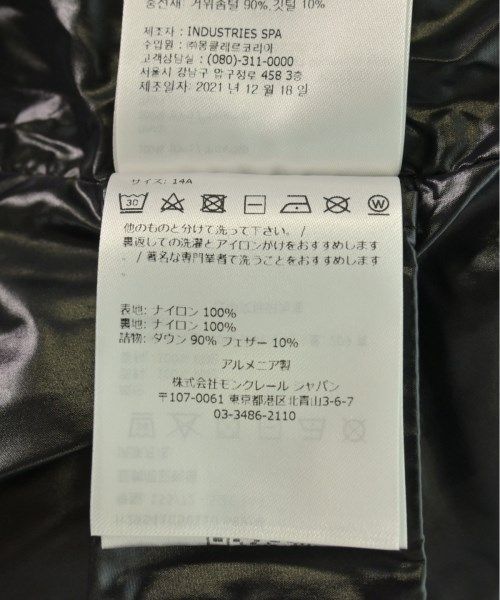 충전재: 거위솜털 90%,깃털 10%
제조자 : INDUSTRIES SPA
수입원 : ㈜몽클레르코리아
고객상담실 : (080)-311-0000
서울시 강남구 압구정로 458 3층
제조일자: 2021 년 12 월 18 일
サイズ: 14A
30
W
他のものと分けて洗って下さい。/
裏返しての洗濯とアイロンがけをおすすめします
./ 著名な専門業者で洗うことをおすすめします
表地: ナイロン 100%
裏地: ナイロン 100%
詰物: ダウン 90% フェザー 10%
アルメニア製
株式会社モンクレール ジャパン
〒107-0061 東京都港区北青山3-6-7
03-3486-2110